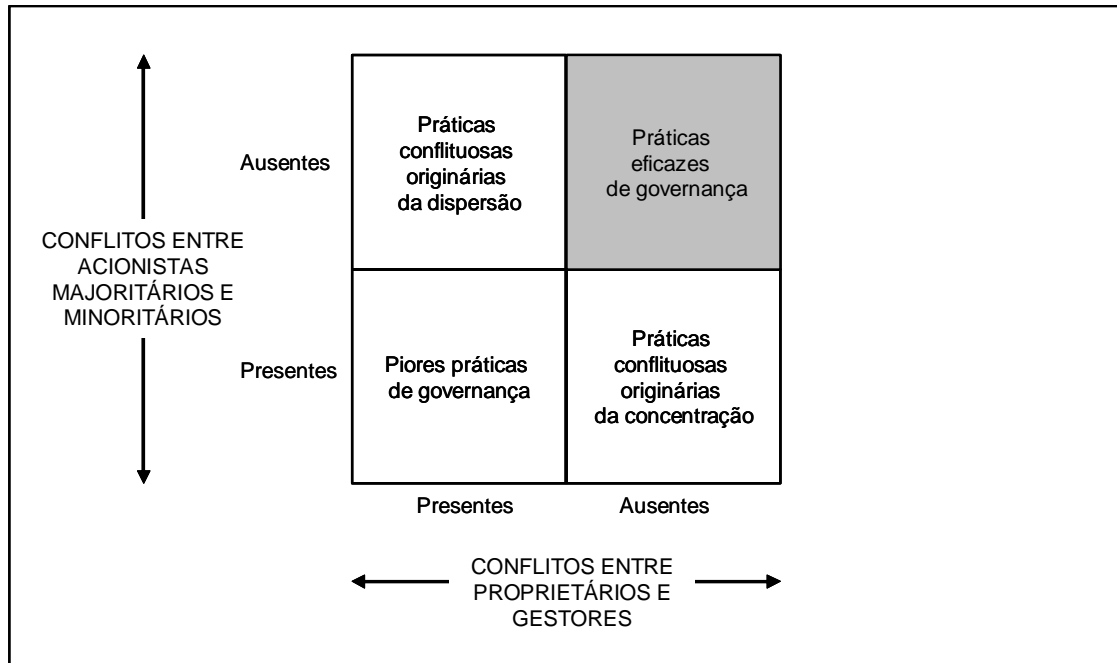 Práticas
conflituosas
originárias
da dispersão
Práticas
eficazes
de governança
Ausentes
CONFLITOS ENTRE
ACIONISTAS
MAJORITÁRIOS E
MINORITÁRIOS
Presentes
Piores práticas
de governança
Práticas
conflituosas
originárias
da concentração
Presentes
Ausentes
CONFLITOS ENTRE
PROPRIETÁRIOS E
GESTORES